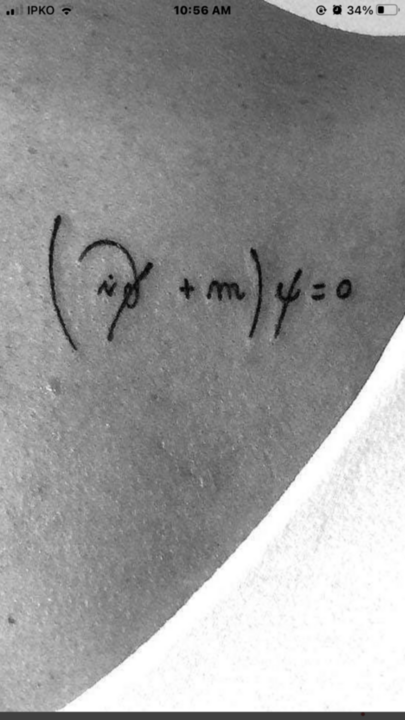 IPKO 10:56 AM 34%
(i∂̸ + m) ψ = 0